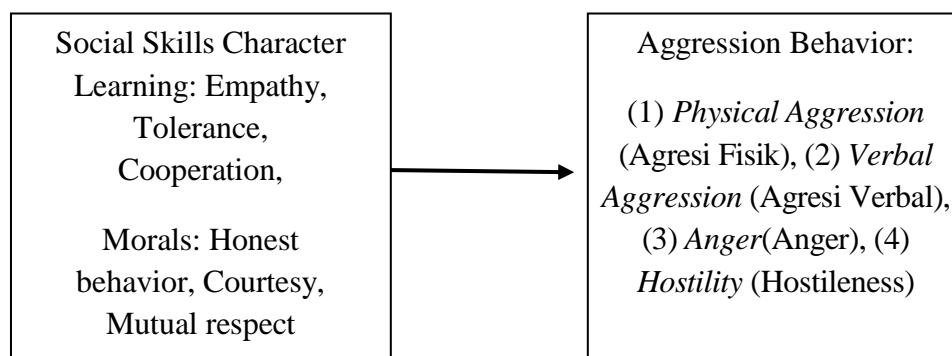 Social Skills Character
Learning: Empathy,
Tolerance,
Cooperation,
Morals: Honest
behavior, Courtesy,
Mutual respect
Aggression Behavior:
(1) Physical Aggression
(Agresi Fisik), (2) Verbal
Aggression (Agresi Verbal),
(3) Anger(Anger), (4)
Hostility (Hostileness)